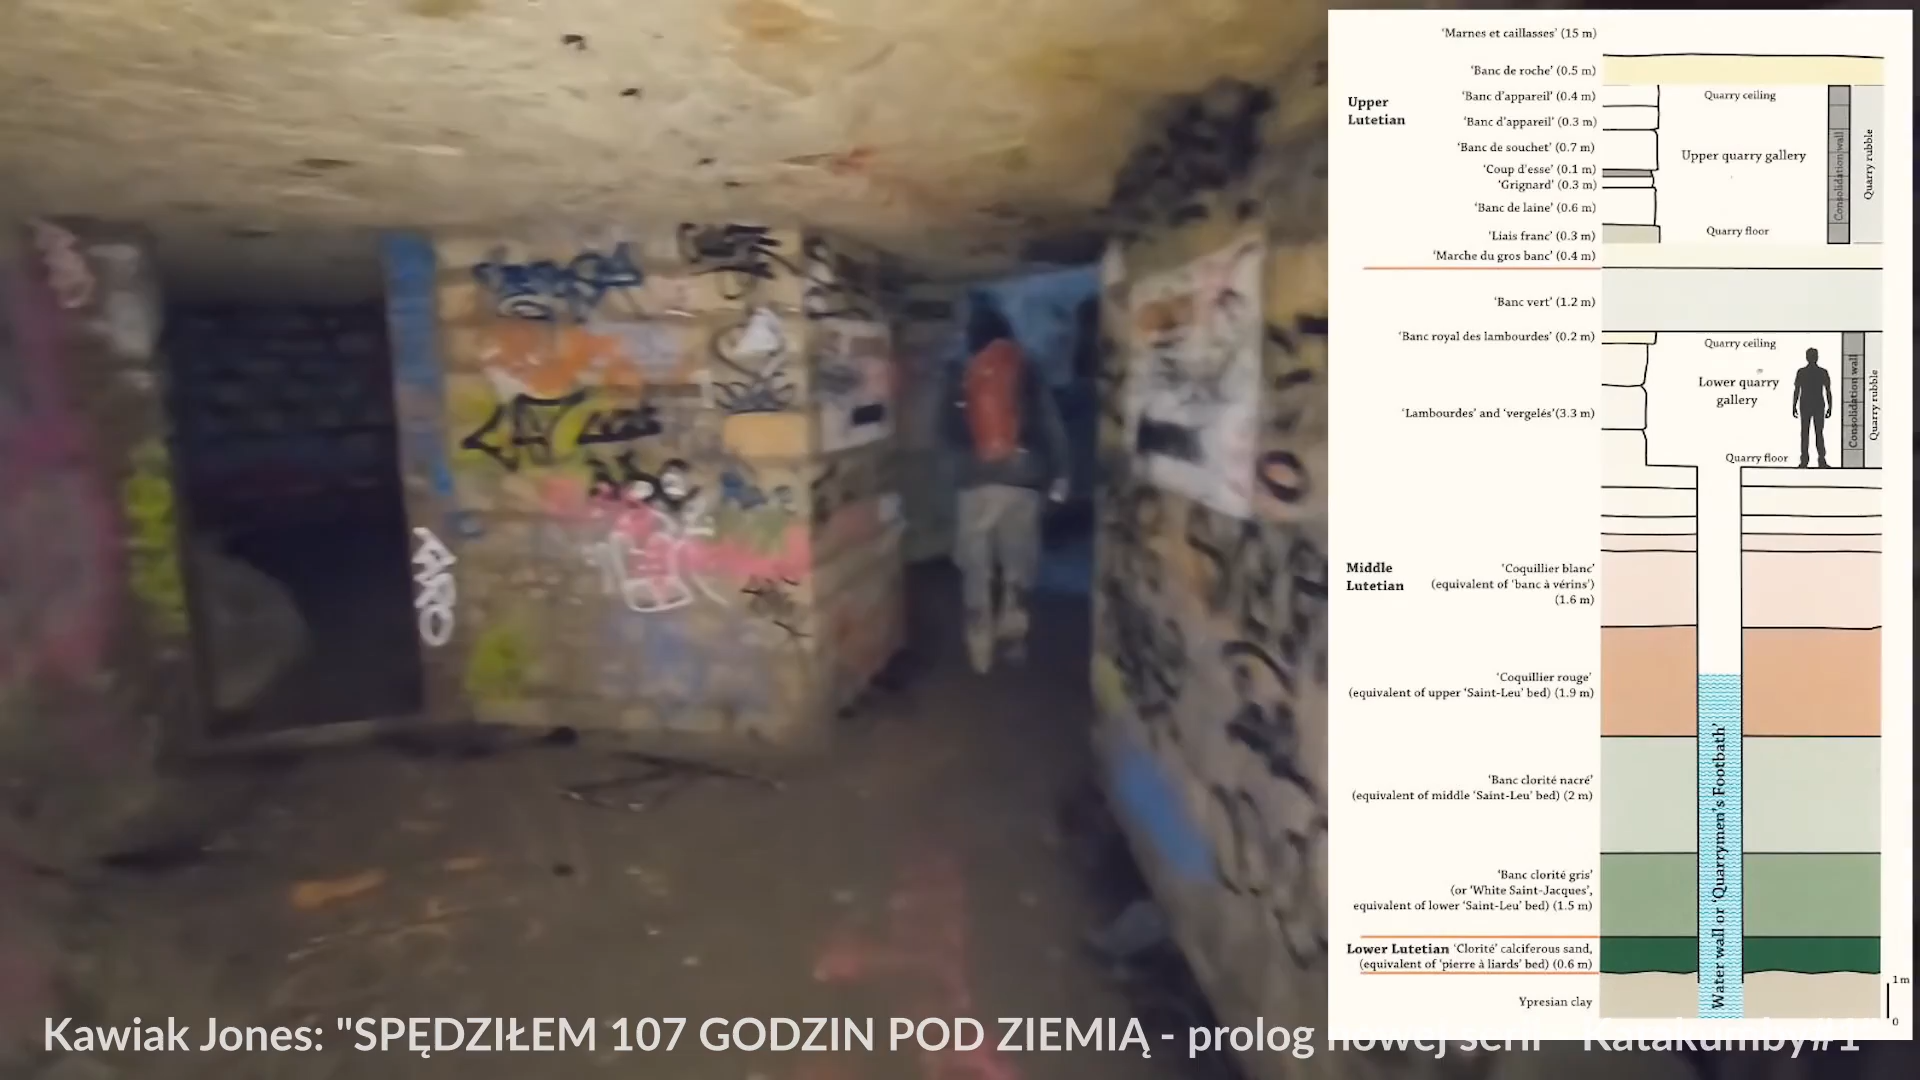 'Marnes et caillasses' (15 m)
'Banc de roche' (0.5 m)
Upper
Lutetian
'Banc d'appareil' (0.4 m)
'Banc d'appareil' (0.3 m)
'Banc de souchet' (0.7 m)
'Coup d'esse' (0.1 m)
'Grignard' (0.3 m)
'Banc de laine' (0.6 m)
'Liais franc' (0.3 m)
'Marche du gros banc' (0.4 m)
Quarry ceiling
Upper quarry gallery
Quarry floor
Consolidation wall
Quarry rubble
'Banc vert' (1.2 m)
'Banc royal des lambourdes' (0.2 m)
'Lambourdes' and 'vergelés'(3.3 m)
Quarry ceiling
Lower quarry
gallery
Quarry floor
Consolidation wall
Quarry rubble
Middle
Lutetian
'Coquillier blanc'
(equivalent of 'banc à vérins')
(1.6 m)
'Coquillier rouge'
(equivalent of upper 'Saint-Leu' bed) (1.9 m)
'Banc clorité nacré'
(equivalent of middle 'Saint-Leu' bed) (2 m)
'Banc clorité gris'
(or 'White Saint-Jacques',
equivalent of lower 'Saint-Leu' bed) (1.5 m)
Lower Lutetian 'Clorité' calciferous sand,
(equivalent of 'pierre à liards' bed) (0.6 m)
Ypresian clay
Water wall or 'Quarrymen's Footbath'
1 m
0
ARO
Kawiak Jones: "SPĘDZIŁEM 107 GODZIN POD ZIEMIĄ - prolog nowej serii - Katakumby#1"